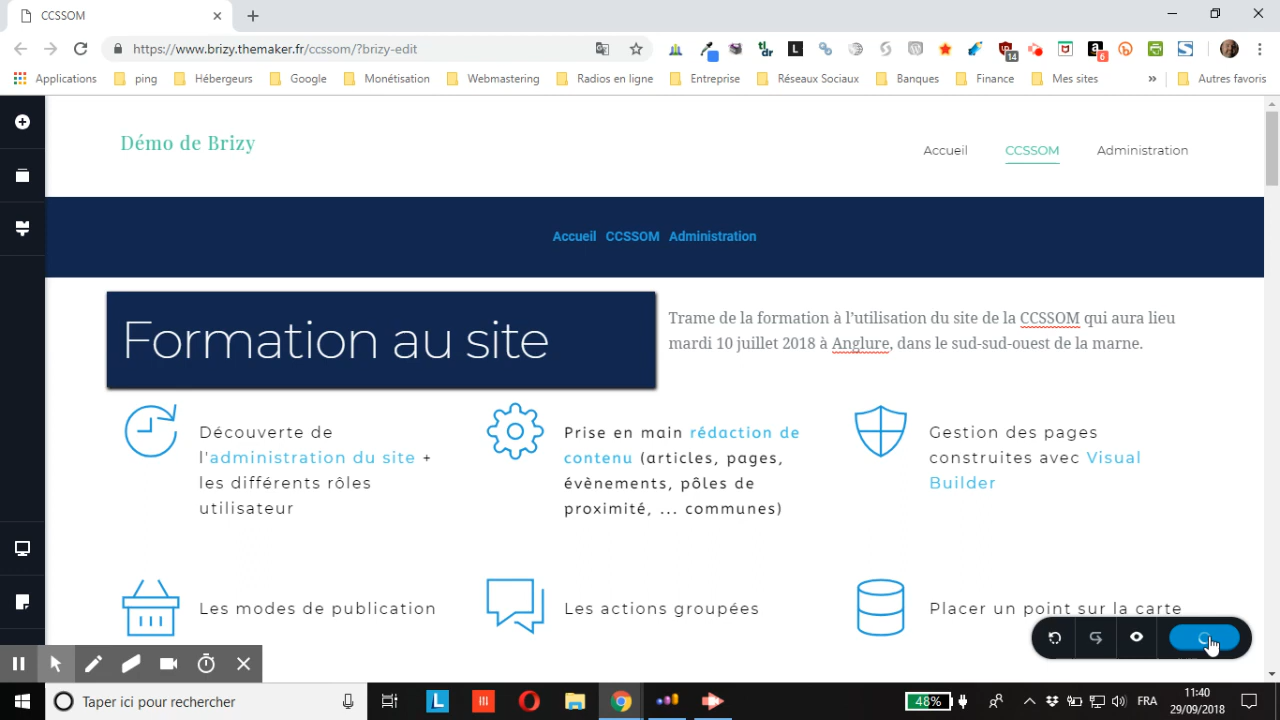 CCSSOM
https://www.brizy.themaker.fr/ccssom/?brizy-edit
14
6
Applications ping Hébergeurs Google Monétisation Webmastering Radios en ligne Entreprise Réseaux Sociaux Banques Finance Mes sites » Autres favoris
Démo de Brizy
Accueil CCSSOM Administration
Accueil CCSSOM Administration
Formation au site
Trame de la formation à l'utilisation du site de la CCSSOM qui aura lieu
mardi 10 juillet 2018 à Anglure, dans le sud-sud-ouest de la marne.
Découverte de
l'administration du site +
les différents rôles
utilisateur
Prise en main rédaction de
contenu (articles, pages,
évènements, pôles de
proximité, ... communes)
Gestion des pages
construites avec Visual
Builder
Les modes de publication
Les actions groupées
Placer un point sur la carte
Taper ici pour rechercher
48%
FRA
11:40
29/09/2018